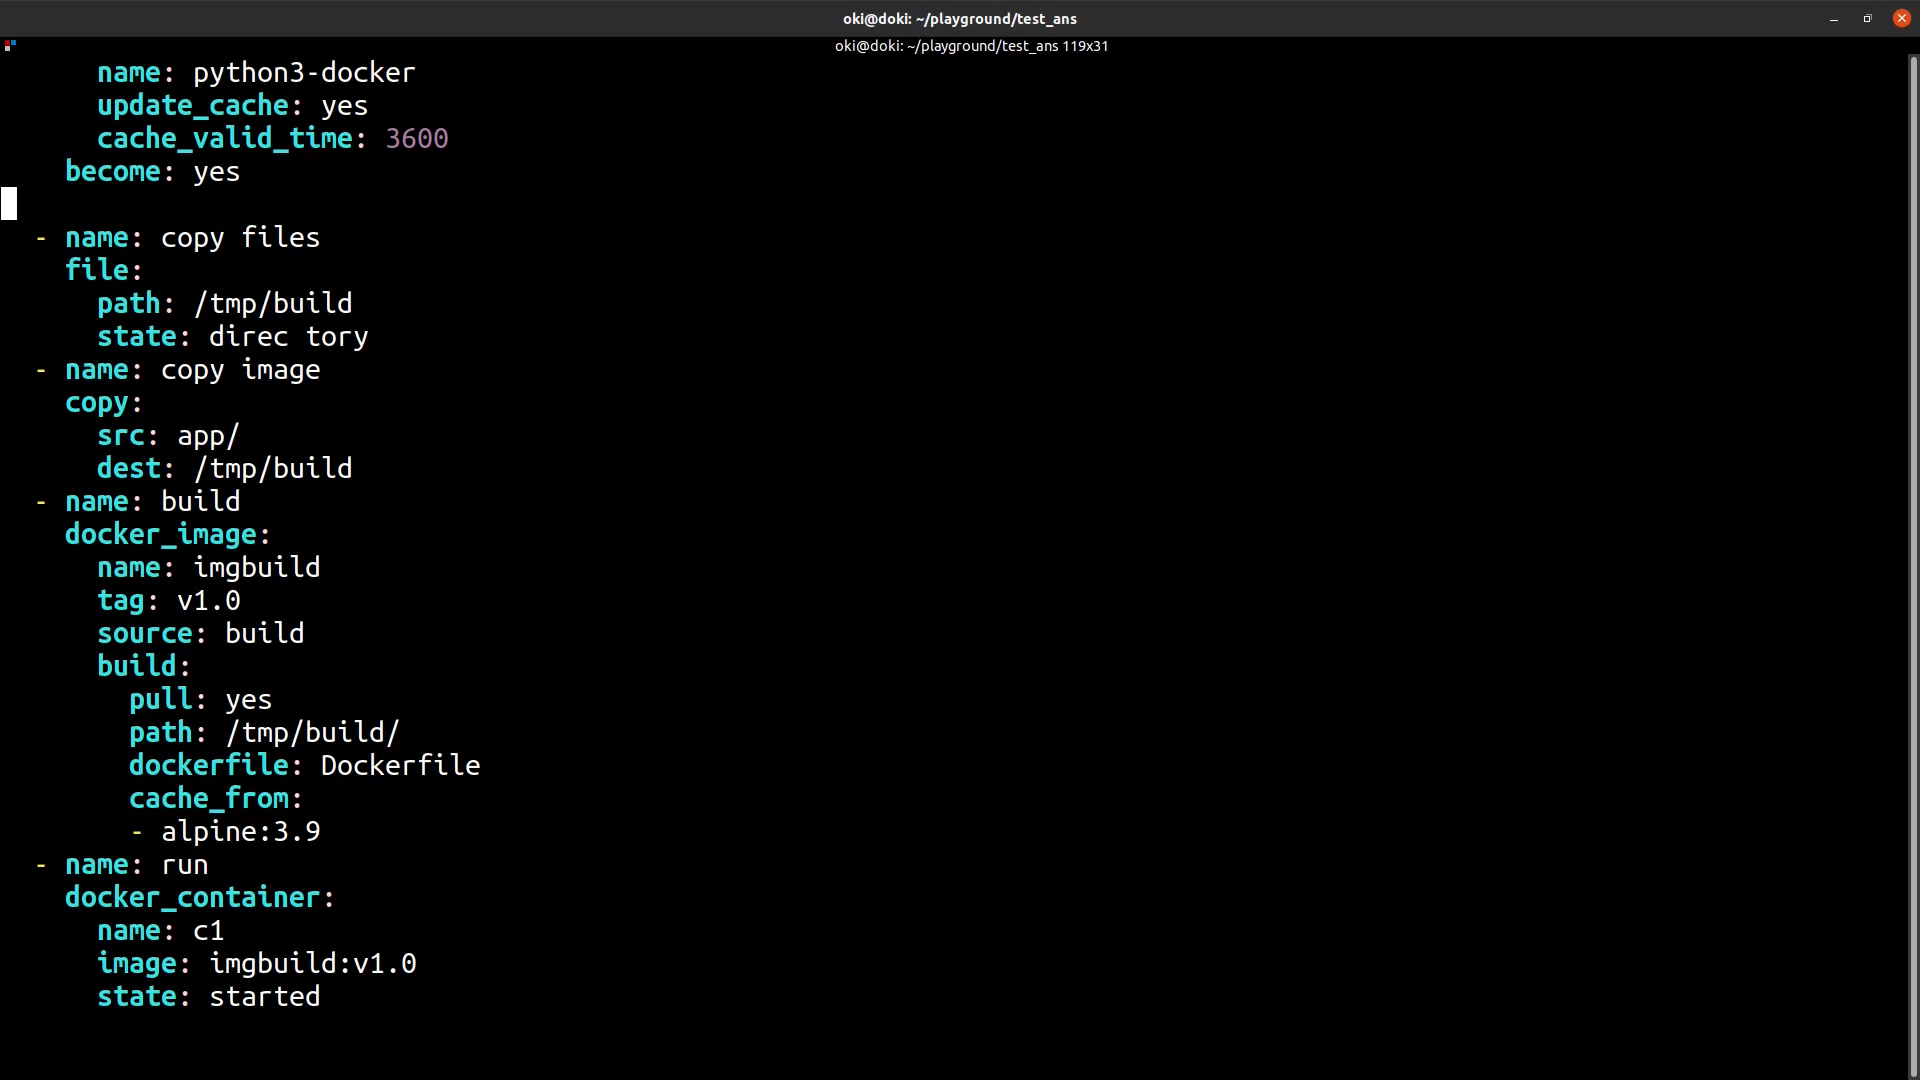 oki@doki: ~/playground/test_ans
oki@doki: ~/playground/test_ans 119x31
name: python3-docker
update_cache: yes
cache_valid_time: 3600
become: yes
- name: copy files
file:
path: /tmp/build
state: direc tory
- name: copy image
copy:
src: app/
dest: /tmp/build
- name: build
docker_image:
name: imgbuild
tag: v1.0
source: build
build:
pull: yes
path: /tmp/build/
dockerfile: Dockerfile
cache_from:
- alpine:3.9
- name: run
docker_container:
name: c1
image: imgbuild:v1.0
state: started